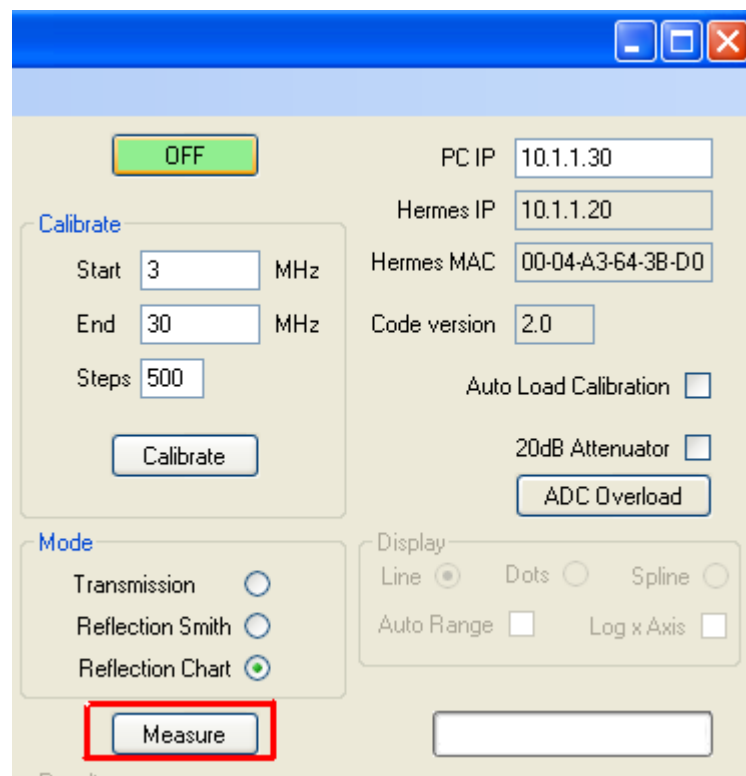 OFF
PC IP 10.1.1.30
Hermes IP 10.1.1.20
Calibrate
Start 3 MHz
Hermes MAC 00-04-A3-64-3B-D0
End 30 MHz
Code version 2.0
Steps 500
Auto Load Calibration
Calibrate
20dB Attenuator
ADC Overload
Mode
Transmission
Reflection Smith
Reflection Chart
Display
Line Dots Spline
Auto Range Log x Axis
Measure